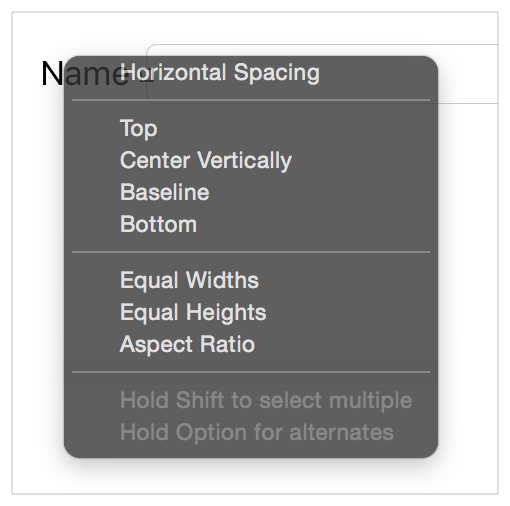 Name
Horizontal Spacing
Top
Center Vertically
Baseline
Bottom
Equal Widths
Equal Heights
Aspect Ratio
Hold Shift to select multiple
Hold Option for alternates